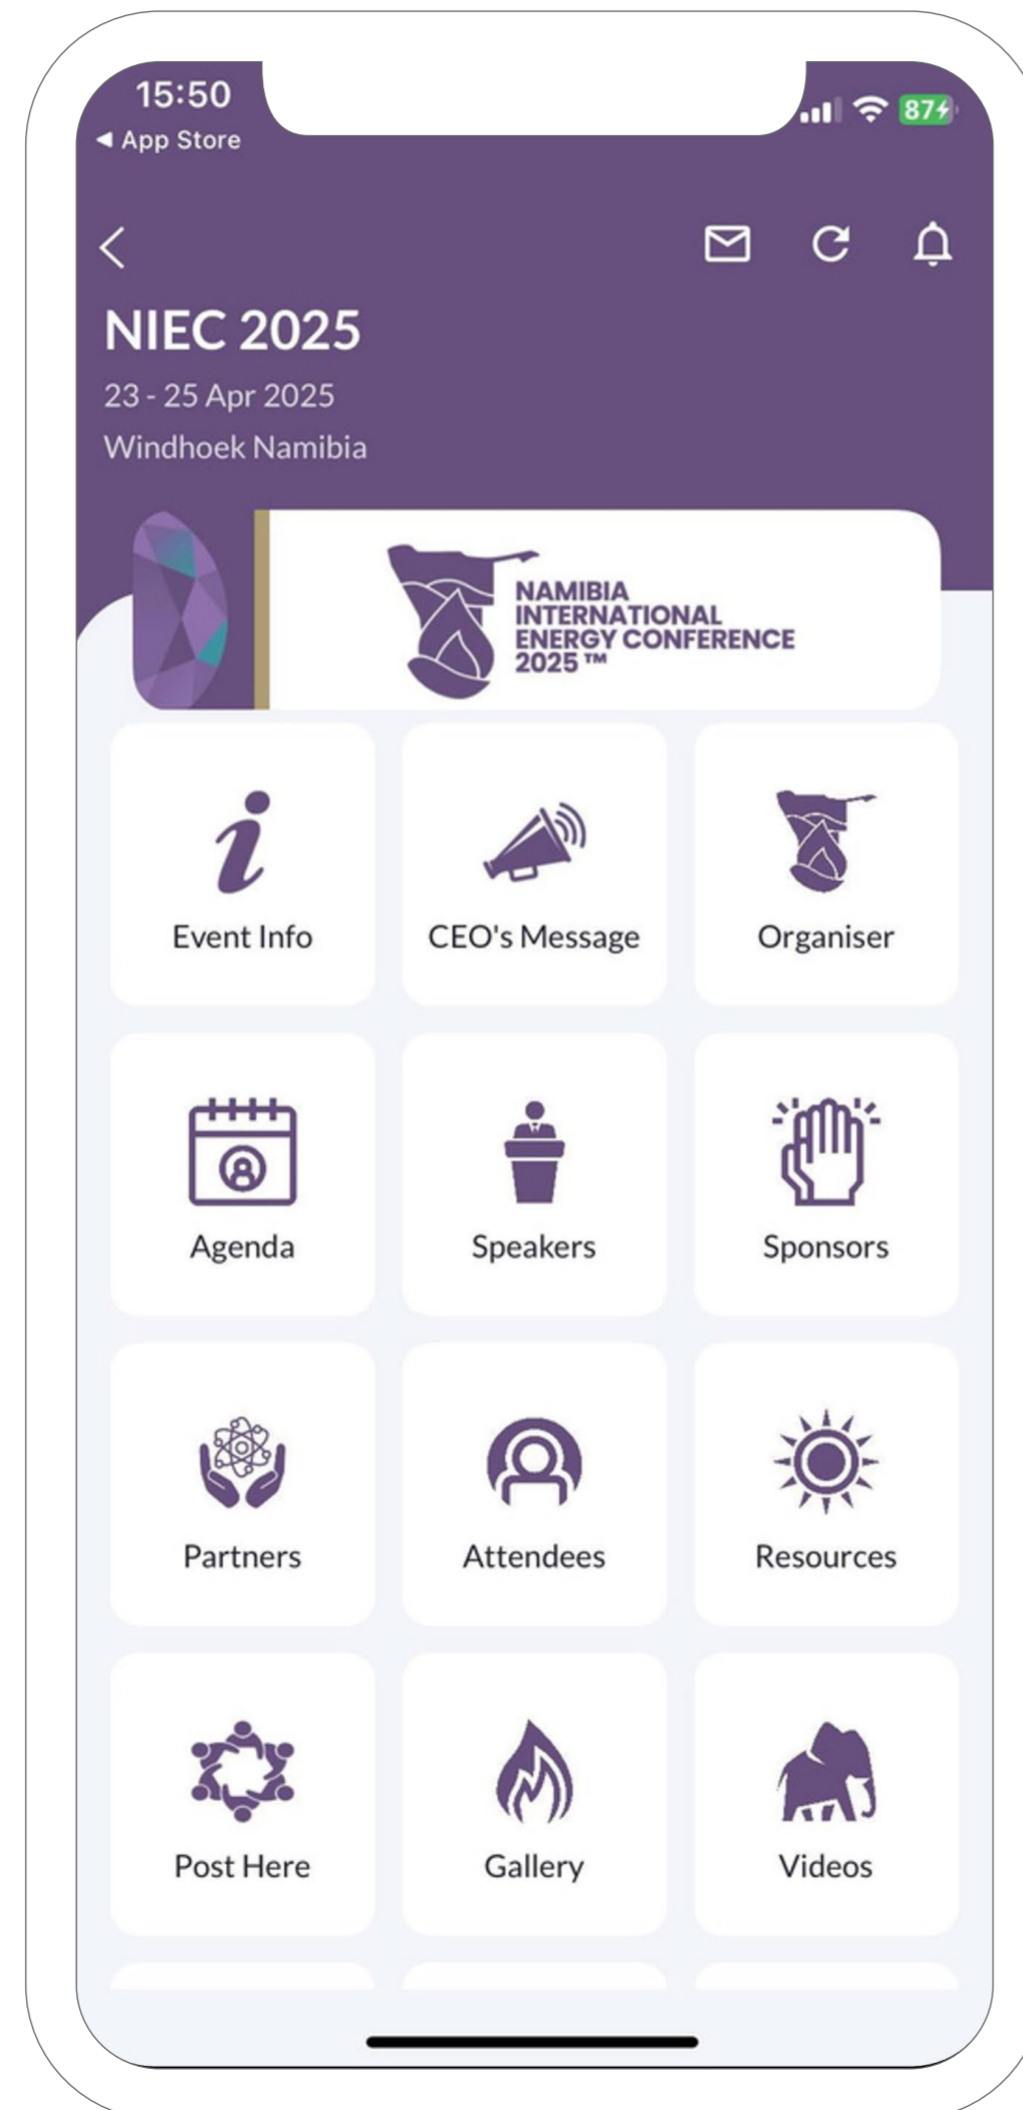 15:50
◀ App Store
87
NIEC 2025
23 - 25 Apr 2025
Windhoek Namibia
NAMIBIA
INTERNATIONAL
ENERGY CONFERENCE
2025 ™
Event Info
CEO's Message
Organiser
Agenda
Speakers
Sponsors
Partners
Attendees
Resources
Post Here
Gallery
Videos